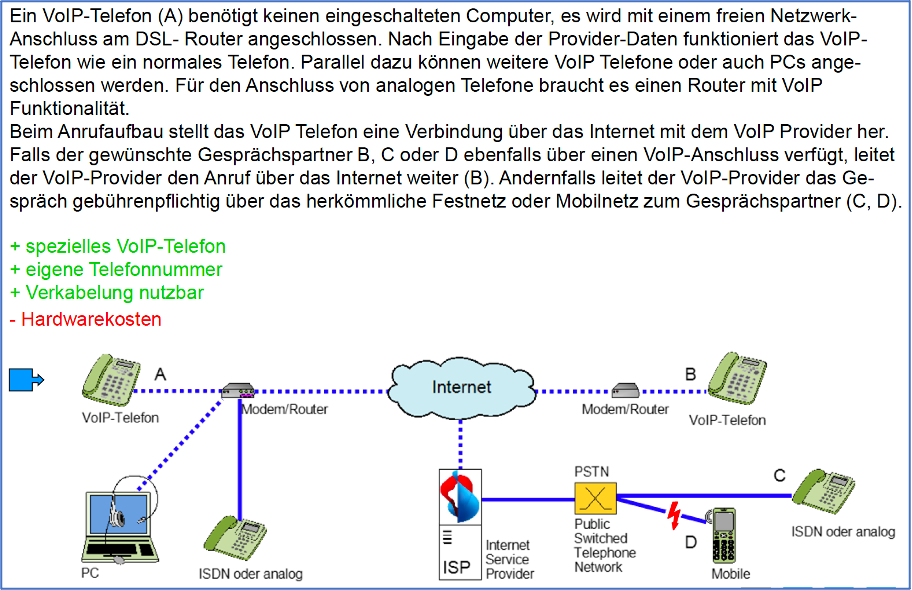 Ein VoIP-Telefon (A) benötigt keinen eingeschalteten Computer, es wird mit einem freien Netzwerk-
Anschluss am DSL- Router angeschlossen. Nach Eingabe der Provider-Daten funktioniert das VoIP-
Telefon wie ein normales Telefon. Parallel dazu können weitere VoIP Telefone oder auch PCs ange-
schlossen werden. Für den Anschluss von analogen Telefone braucht es einen Router mit VoIP
Funktionalität.
Beim Anrufaufbau stellt das VoIP Telefon eine Verbindung über das Internet mit dem VoIP Provider her.
Falls der gewünschte Gesprächspartner B, C oder D ebenfalls über einen VoIP-Anschluss verfügt, leitet
der VoIP-Provider den Anruf über das Internet weiter (B). Andernfalls leitet der VoIP-Provider das Ge-
spräch gebührenpflichtig über das herkömmliche Festnetz oder Mobilnetz zum Gesprächspartner (C, D).
+ spezielles VoIP-Telefon
+ eigene Telefonnummer
+ Verkabelung nutzbar
- Hardwarekosten
A
VoIP-Telefon
Modem/Router
Internet
Modem/Router
B
VoIP-Telefon
PC
ISDN oder analog
ISP
Internet
Service
Provider
PSTN
Public
Switched
Telephone
Network
C
ISDN oder analog
D
Mobile